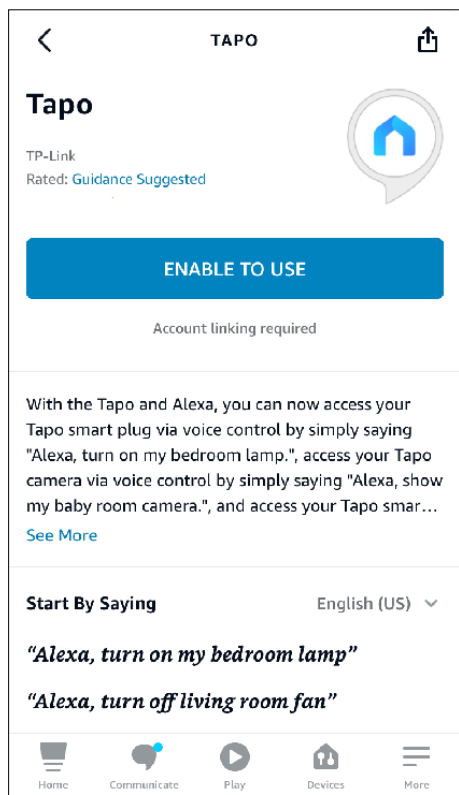 TAPO
Tapo
TP-Link
Rated: Guidance Suggested
ENABLE TO USE
Account linking required
With the Tapo and Alexa, you can now access your
Tapo smart plug via voice control by simply saying
"Alexa, turn on my bedroom lamp.", access your Tapo
camera via voice control by simply saying "Alexa, show
my baby room camera.", and access your Tapo smar...
See More
Start By Saying English (US)
“Alexa, turn on my bedroom lamp”
“Alexa, turn off living room fan”
Home Communicate Play Devices More